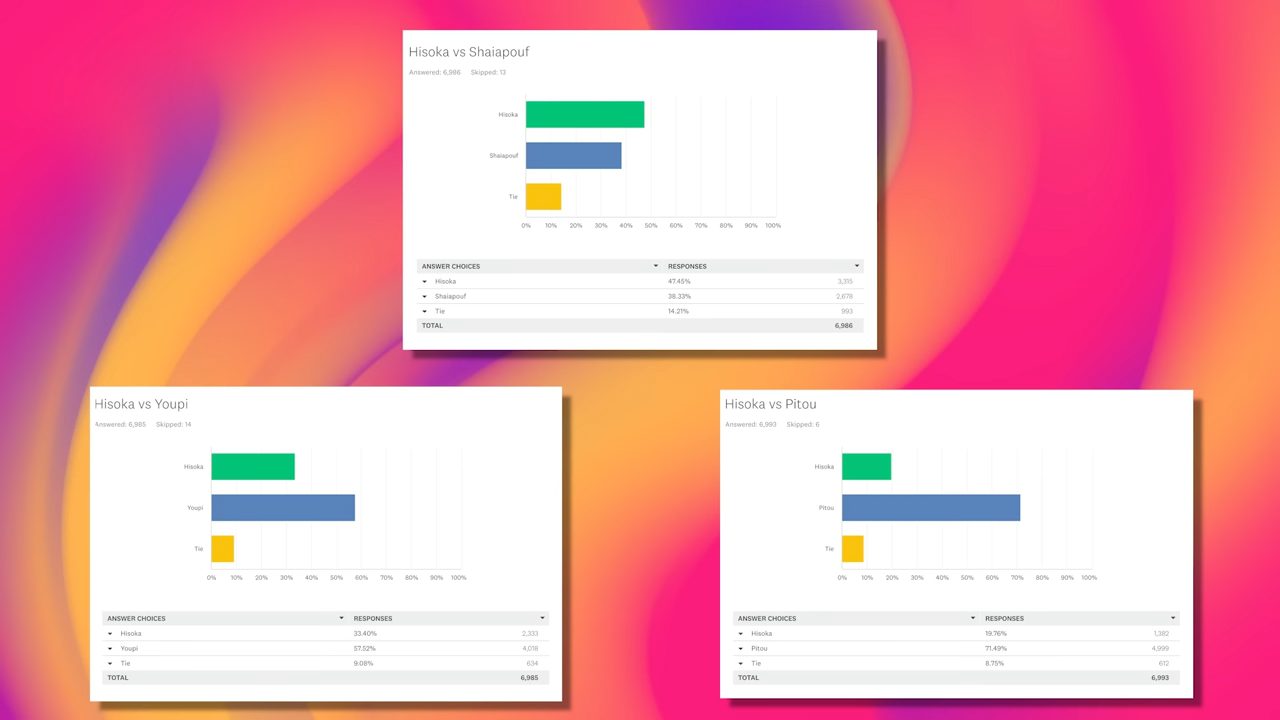 Hisoka vs Shaiapouf
Answered: 6,986 Skipped: 13
Hisoka
Shaiapouf
Tie
0% 10% 20% 30% 40% 50% 60% 70% 80% 90% 100%
ANSWER CHOICES RESPONSES
Hisoka 47.45% 3,315
Shaiapouf 38.33% 2,678
Tie 14.21% 993
TOTAL 6,986
Hisoka vs Youpi
Answered: 6,985 Skipped: 14
Hisoka
Youpi
Tie
0% 10% 20% 30% 40% 50% 60% 70% 80% 90% 100%
ANSWER CHOICES RESPONSES
Hisoka 33.40% 2,333
Youpi 57.52% 4,018
Tie 9.08% 634
TOTAL 6,985
Hisoka vs Pitou
Answered: 6,993 Skipped: 6
Hisoka
Pitou
Tie
0% 10% 20% 30% 40% 50% 60% 70% 80% 90% 100%
ANSWER CHOICES RESPONSES
Hisoka 19.76% 1,382
Pitou 71.49% 4,999
Tie 8.75% 612
TOTAL 6,993